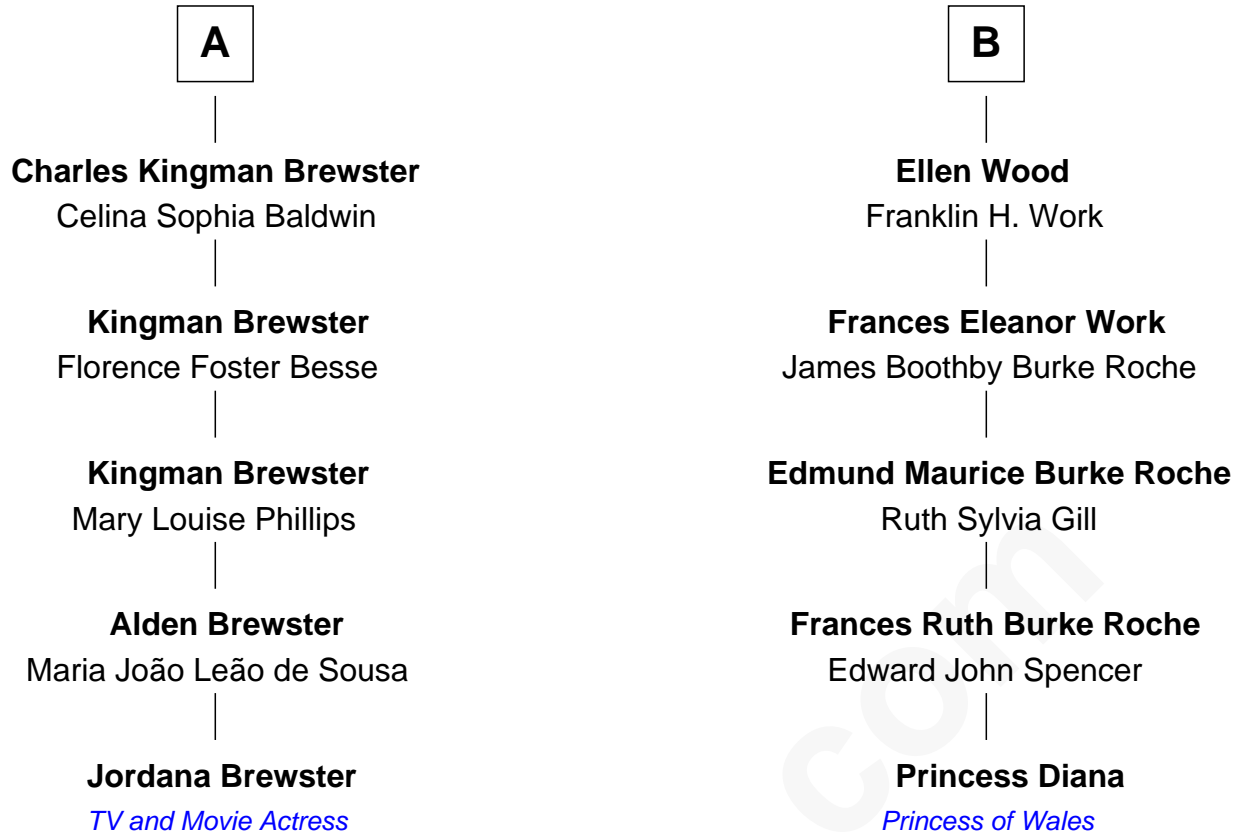 A
Charles Kingman Brewster
Celina Sophia Baldwin
Kingman Brewster
Florence Foster Besse
Kingman Brewster
Mary Louise Phillips
Alden Brewster
Maria João Leão de Sousa
Jordana Brewster
TV and Movie Actress
B
Ellen Wood
Franklin H. Work
Frances Eleanor Work
James Boothby Burke Roche
Edmund Maurice Burke Roche
Ruth Sylvia Gill
Frances Ruth Burke Roche
Edward John Spencer
Princess Diana
Princess of Wales
com